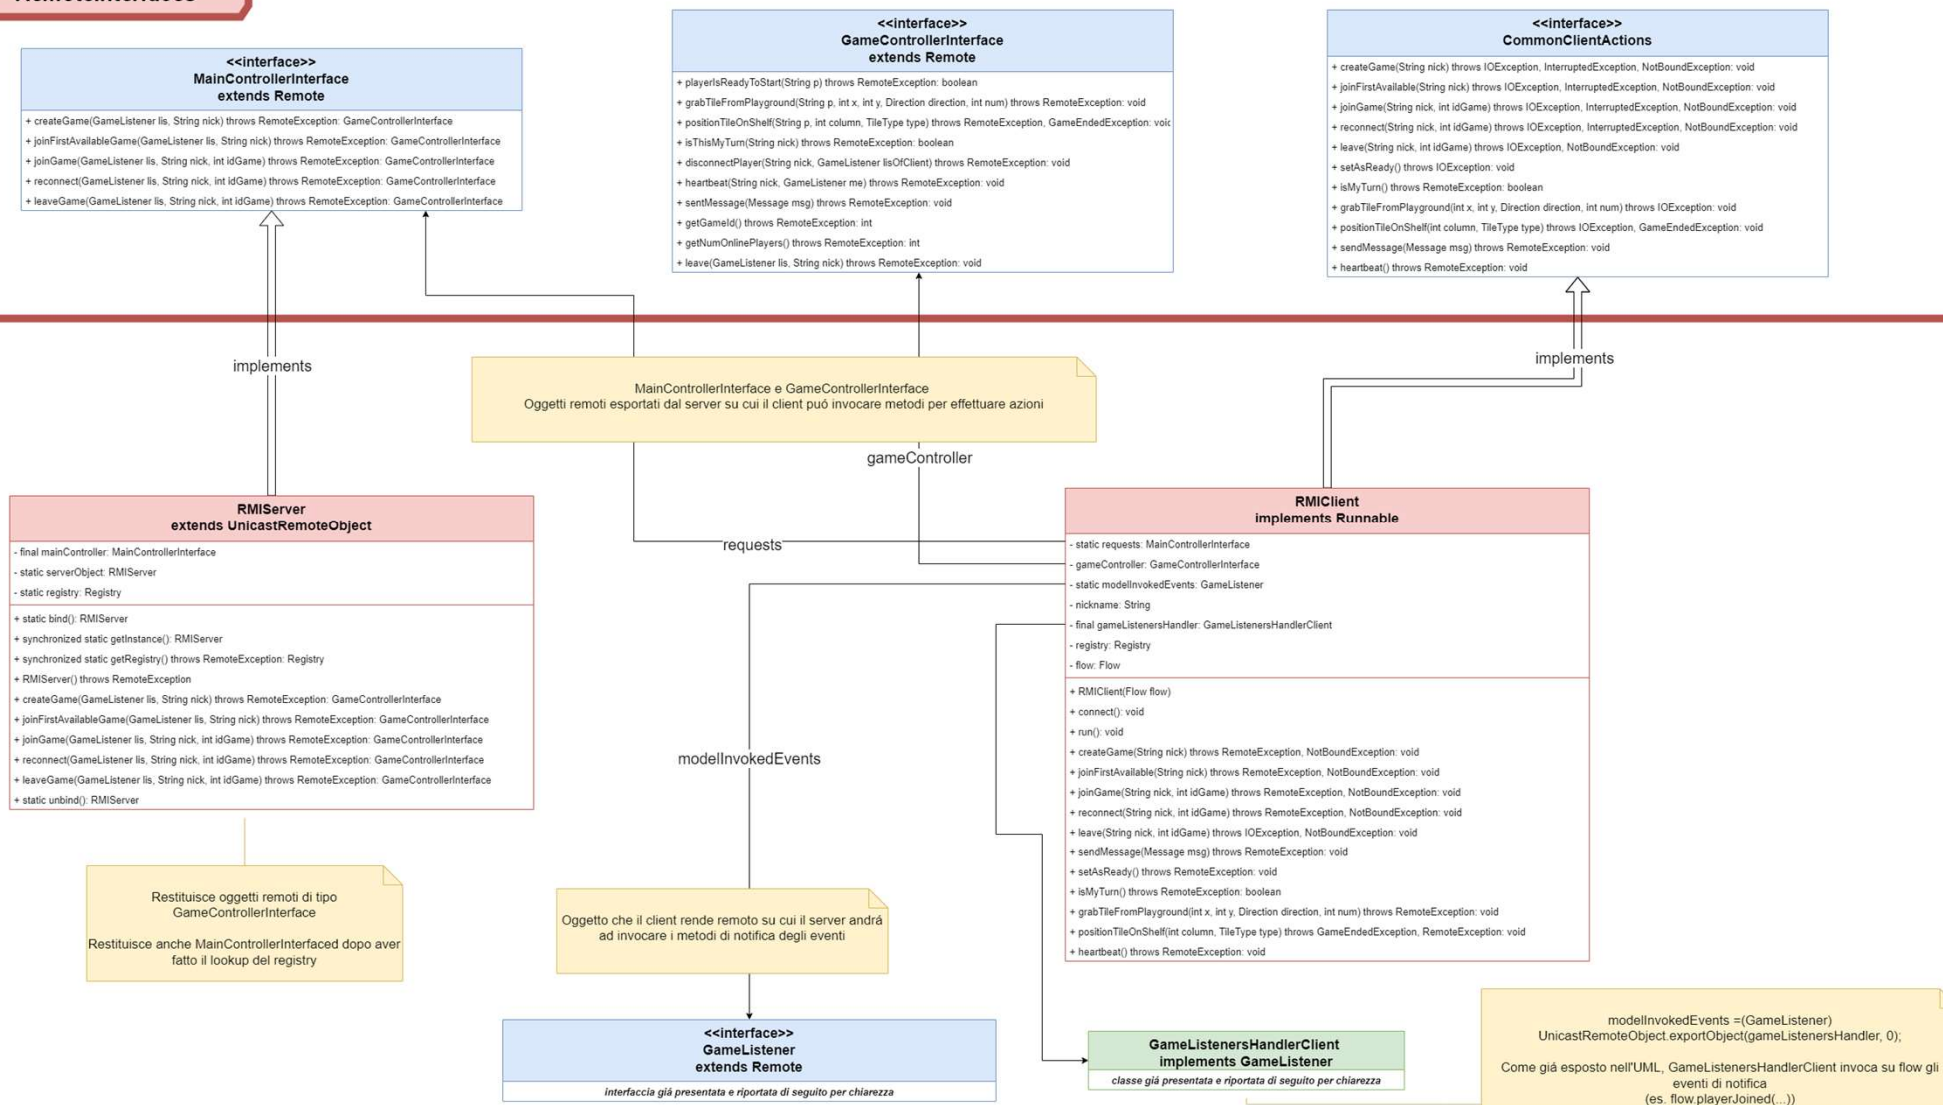 RemoteInterfaces
<<interface>>
MainControllerInterface
extends Remote
+ createGame(GameListener lis, String nick) throws RemoteException: GameControllerInterface
+ joinFirstAvailableGame(GameListener lis, String nick) throws RemoteException: GameControllerInterface
+ joinGame(GameListener lis, String nick, int idGame) throws RemoteException: GameControllerInterface
+ reconnect(GameListener lis, String nick, int idGame) throws RemoteException: GameControllerInterface
+ leaveGame(GameListener lis, String nick, int idGame) throws RemoteException: GameControllerInterface
<<interface>>
GameControllerInterface
extends Remote
+ playerIsReadyToStart(String p) throws RemoteException: boolean
+ grabTileFromPlayground(String p, int x, int y, Direction direction, int num) throws RemoteException: void
+ positionTileOnShelf(String p, int column, TileType type) throws RemoteException, GameEndedException: void
+ isThisMyTurn(String nick) throws RemoteException: boolean
+ disconnectPlayer(String nick, GameListener lisOfClient) throws RemoteException: void
+ heartbeat(String nick, GameListener me) throws RemoteException: void
+ sentMessage(Message msg) throws RemoteException: void
+ getGameId() throws RemoteException: int
+ getNumOnlinePlayers() throws RemoteException: int
+ leave(GameListener lis, String nick) throws RemoteException: void
<<interface>>
CommonClientActions
+ createGame(String nick) throws IOException, InterruptedException, NotBoundException: void
+ joinFirstAvailable(String nick) throws IOException, InterruptedException, NotBoundException: void
+ joinGame(String nick, int idGame) throws IOException, InterruptedException, NotBoundException: void
+ reconnect(String nick, int idGame) throws IOException, InterruptedException, NotBoundException: void
+ leave(String nick, int idGame) throws IOException, NotBoundException: void
+ setAsReady() throws IOException: void
+ isMyTurn() throws RemoteException: boolean
+ grabTileFromPlayground(int x, int y, Direction direction, int num) throws IOException: void
+ positionTileOnShelf(int column, TileType type) throws IOException, GameEndedException: void
+ sendMessage(Message msg) throws RemoteException: void
+ heartbeat() throws RemoteException: void
implements
MainControllerInterface e GameControllerInterface
Oggetti remoti esportati dal server su cui il client puó invocare metodi per effettuare azioni
implements
gameController
requests
RMIServer
extends UnicastRemoteObject
- final mainController: MainControllerInterface
- static serverObject: RMIServer
- static registry: Registry
+ static bind(): RMIServer
+ synchronized static getInstance(): RMIServer
+ synchronized static getRegistry() throws RemoteException: Registry
+ RMIServer() throws RemoteException
+ createGame(GameListener lis, String nick) throws RemoteException: GameControllerInterface
+ joinFirstAvailableGame(GameListener lis, String nick) throws RemoteException: GameControllerInterface
+ joinGame(GameListener lis, String nick, int idGame) throws RemoteException: GameControllerInterface
+ reconnect(GameListener lis, String nick, int idGame) throws RemoteException: GameControllerInterface
+ leaveGame(GameListener lis, String nick, int idGame) throws RemoteException: GameControllerInterface
+ static unbind(): RMIServer
RMIClient
implements Runnable
- static requests: MainControllerInterface
- gameController: GameControllerInterface
- static modelInvokedEvents: GameListener
- nickname: String
- final gameListenersHandler: GameListenersHandlerClient
- registry: Registry
- flow: Flow
+ RMIClient(Flow flow)
+ connect(): void
+ run(): void
+ createGame(String nick) throws RemoteException, NotBoundException: void
+ joinFirstAvailable(String nick) throws RemoteException, NotBoundException: void
+ joinGame(String nick, int idGame) throws RemoteException, NotBoundException: void
+ reconnect(String nick, int idGame) throws RemoteException, NotBoundException: void
+ leave(String nick, int idGame) throws IOException, NotBoundException: void
+ sendMessage(Message msg) throws RemoteException: void
+ setAsReady() throws RemoteException: void
+ isMyTurn() throws RemoteException: boolean
+ grabTileFromPlayground(int x, int y, Direction direction, int num) throws RemoteException: void
+ positionTileOnShelf(int column, TileType type) throws GameEndedException, RemoteException: void
+ heartbeat() throws RemoteException: void
modelInvokedEvents
Restituisce oggetti remoti di tipo
GameControllerInterface
Restituisce anche MainControllerInterfaced dopo aver
fatto il lookup del registry
Oggetto che il client rende remoto su cui il server andrá
ad invocare i metodi di notifica degli eventi
<<interface>>
GameListener
extends Remote
interfaccia giá presentata e riportata di seguito per chiarezza
GameListenersHandlerClient
implements GameListener
classe giá presentata e riportata di seguito per chiarezza
modelInvokedEvents =(GameListener)
UnicastRemoteObject.exportObject(gameListenersHandler, 0);
Come giá esposto nell'UML, GameListenersHandlerClient invoca su flow gli
eventi di notifica
(es. flow.playerJoined(...))